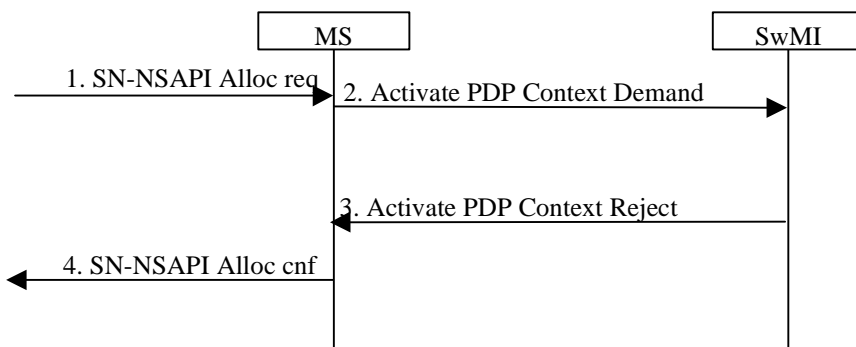 MS
SwMI
1. SN-NSAPI Alloc req
2. Activate PDP Context Demand
3. Activate PDP Context Reject
4. SN-NSAPI Alloc cnf